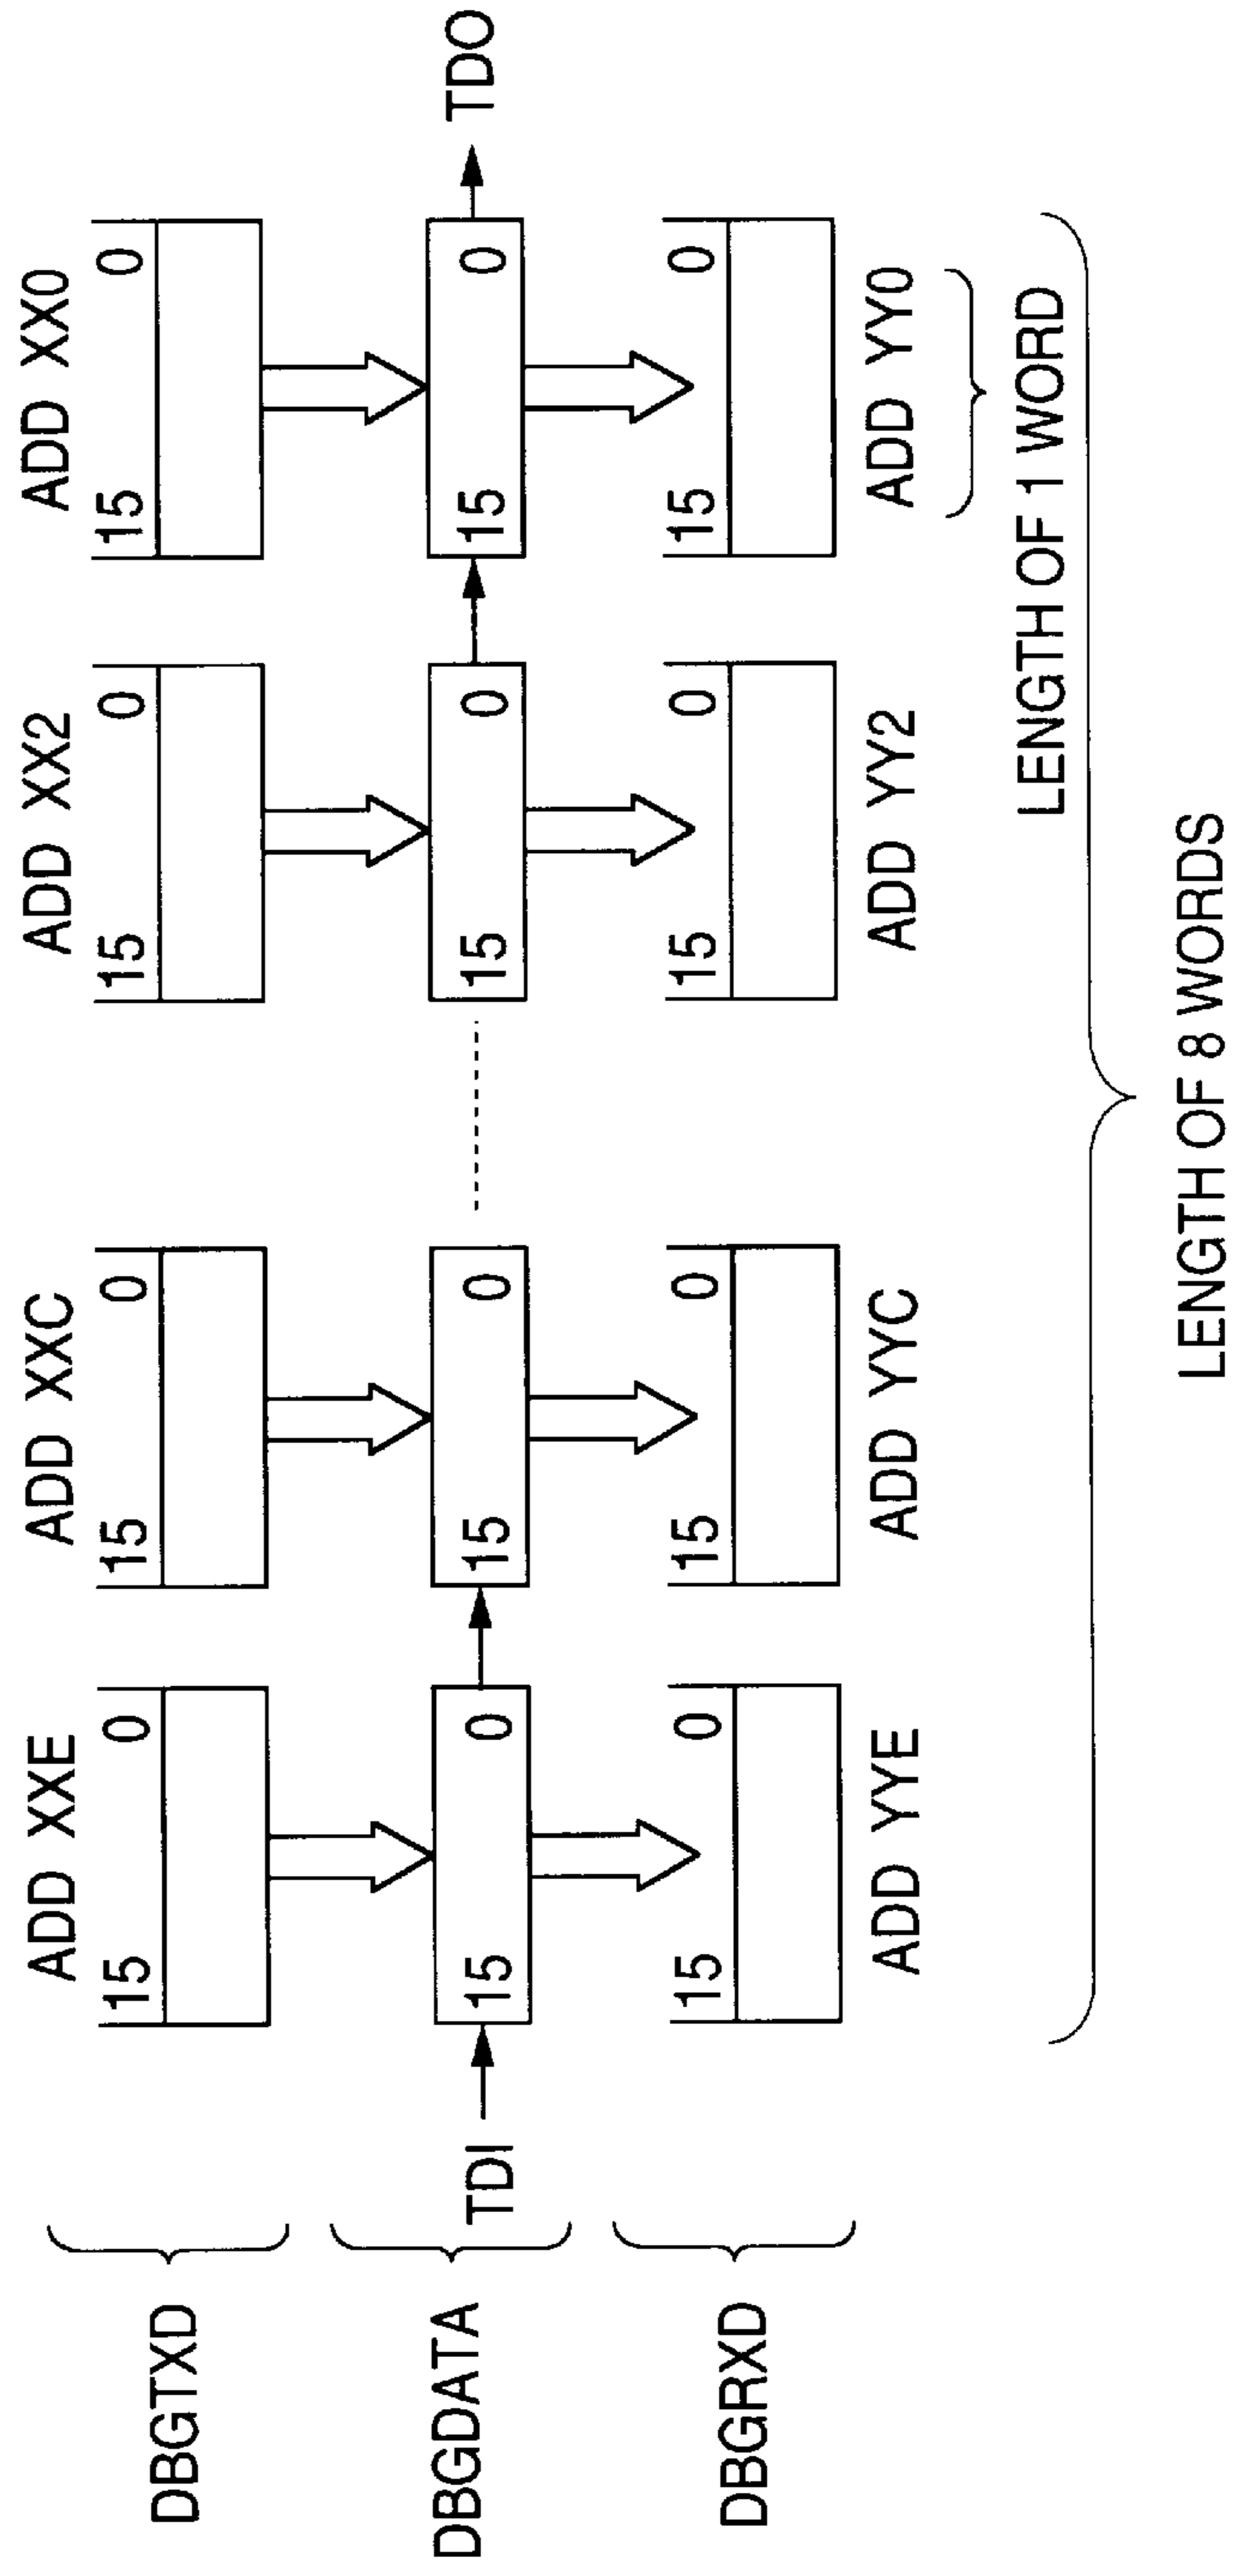 ADD XXE ADD XXC ADD XX2 ADD XX0
DBGTXD 15 0 15 0 15 0 15 0
DBGDATA TDI 15 0 15 0 15 0 15 0 TDO
DBGRXD 15 0 15 0 15 0 15 0
ADD YYE ADD YYC ADD YY2 ADD YY0
LENGTH OF 1 WORD
LENGTH OF 8 WORDS